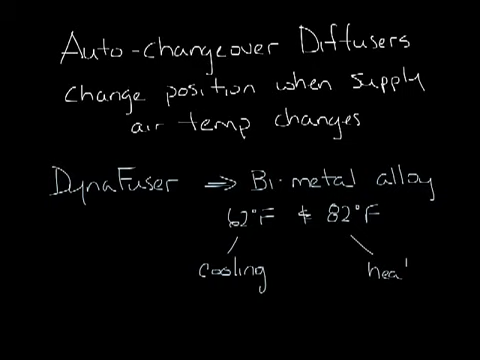 Auto-changeover Diffusers
change position when supply
air temp changes
DynaFuser ⇒ Bi-metal alloy
62°F & 82°F
cooling hea